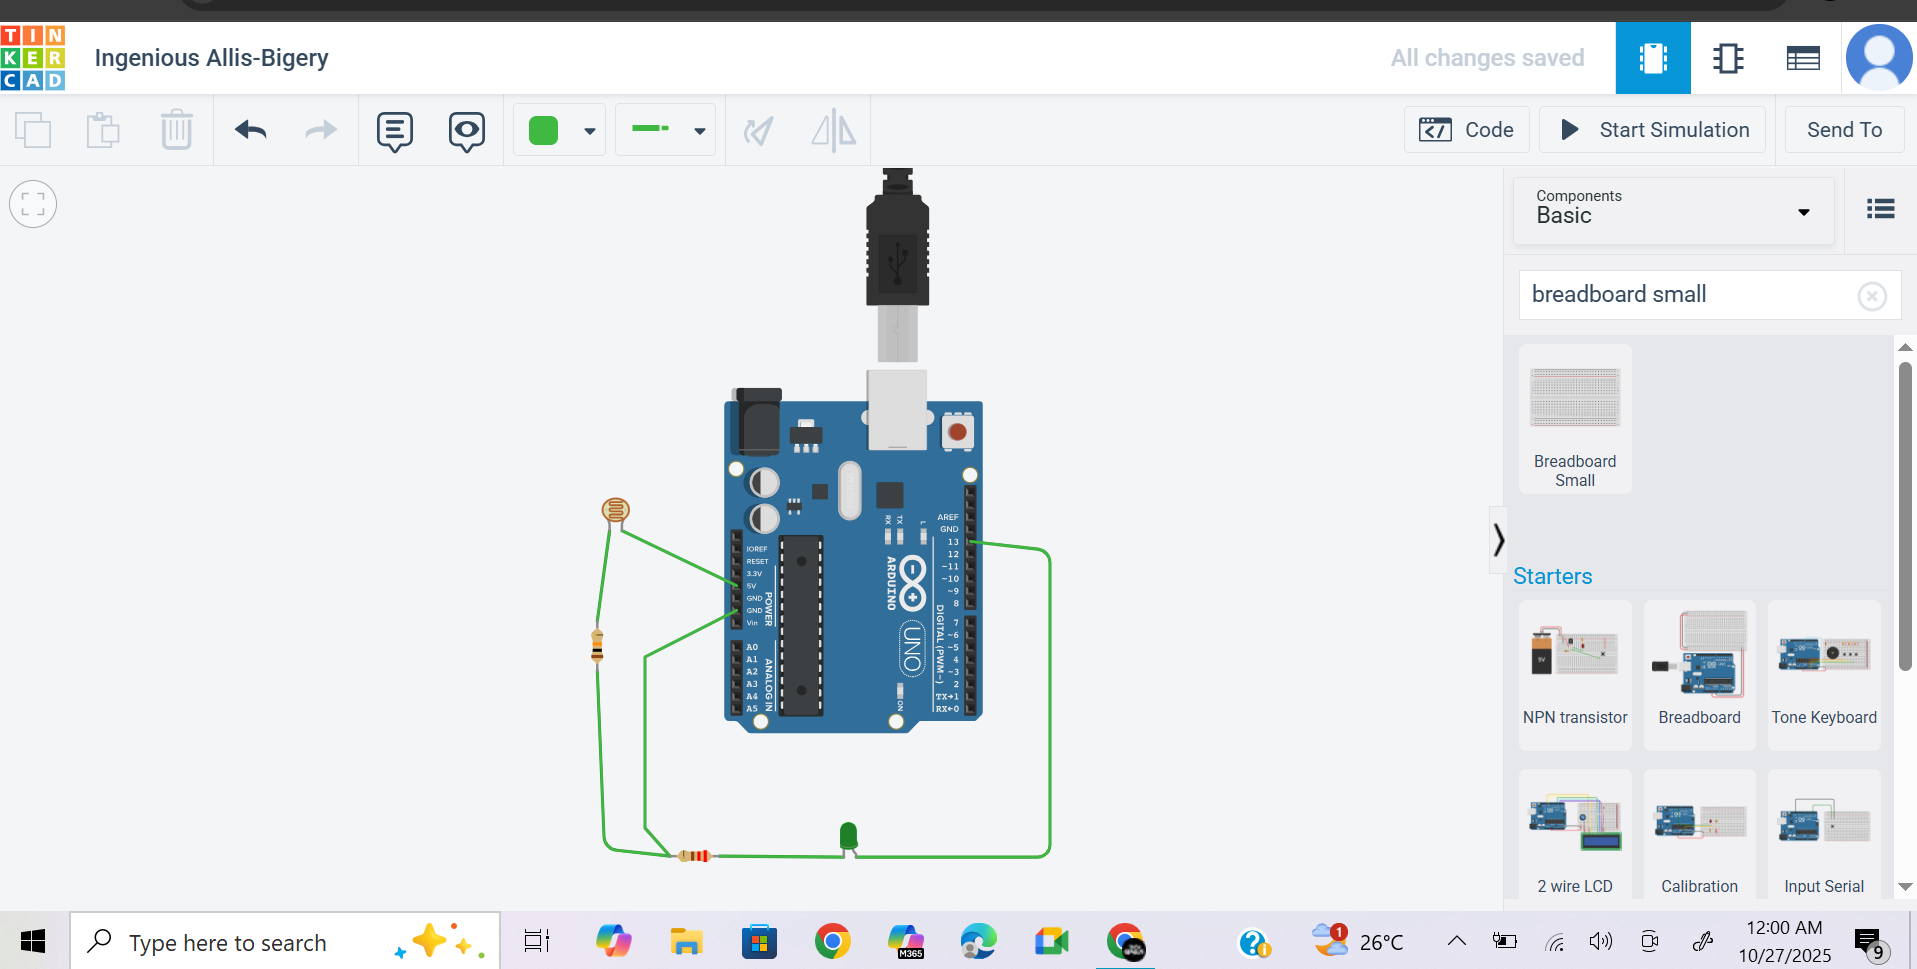 TIN
KER
CAD
Ingenious Allis-Bigery
All changes saved
Code
Start Simulation
Send To
Components
Basic
breadboard small
Breadboard
Small
Starters
NPN transistor
Breadboard
Tone Keyboard
2 wire LCD
Calibration
Input Serial
IOREF
RESET
3.3V
5V
GND
GND
Vin
POWER
A0
A1
A2
A3
A4
A5
ANALOG IN
RX
TX
L
ARDUINO
UNO
ON
AREF
GND
13
12
~11
~10
~9
8
7
~6
~5
4
~3
2
TX→1
RX←0
DIGITAL (PWM~)
Type here to search
M365
1
26°C
12:00 AM
10/27/2025
9